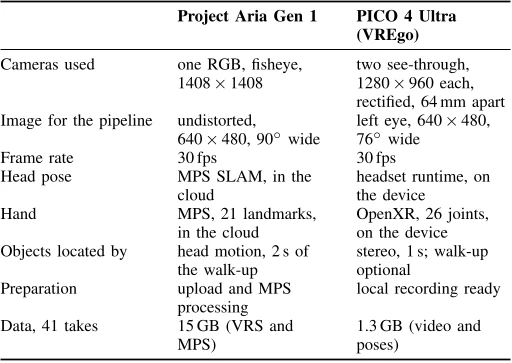 Project Aria Gen 1 PICO 4 Ultra
(VREgo)
Cameras used one RGB, fisheye, two see-through,
1408 × 1408 1280 × 960 each,
rectified, 64 mm apart
Image for the pipeline undistorted, left eye, 640 × 480,
640 × 480, 90° wide 76° wide
Frame rate 30 fps 30 fps
Head pose MPS SLAM, in the headset runtime, on
cloud the device
Hand MPS, 21 landmarks, OpenXR, 26 joints,
in the cloud on the device
Objects located by head motion, 2 s of stereo, 1 s; walk-up
the walk-up optional
Preparation upload and MPS local recording ready
processing
Data, 41 takes 15 GB (VRS and 1.3 GB (video and
MPS) poses)